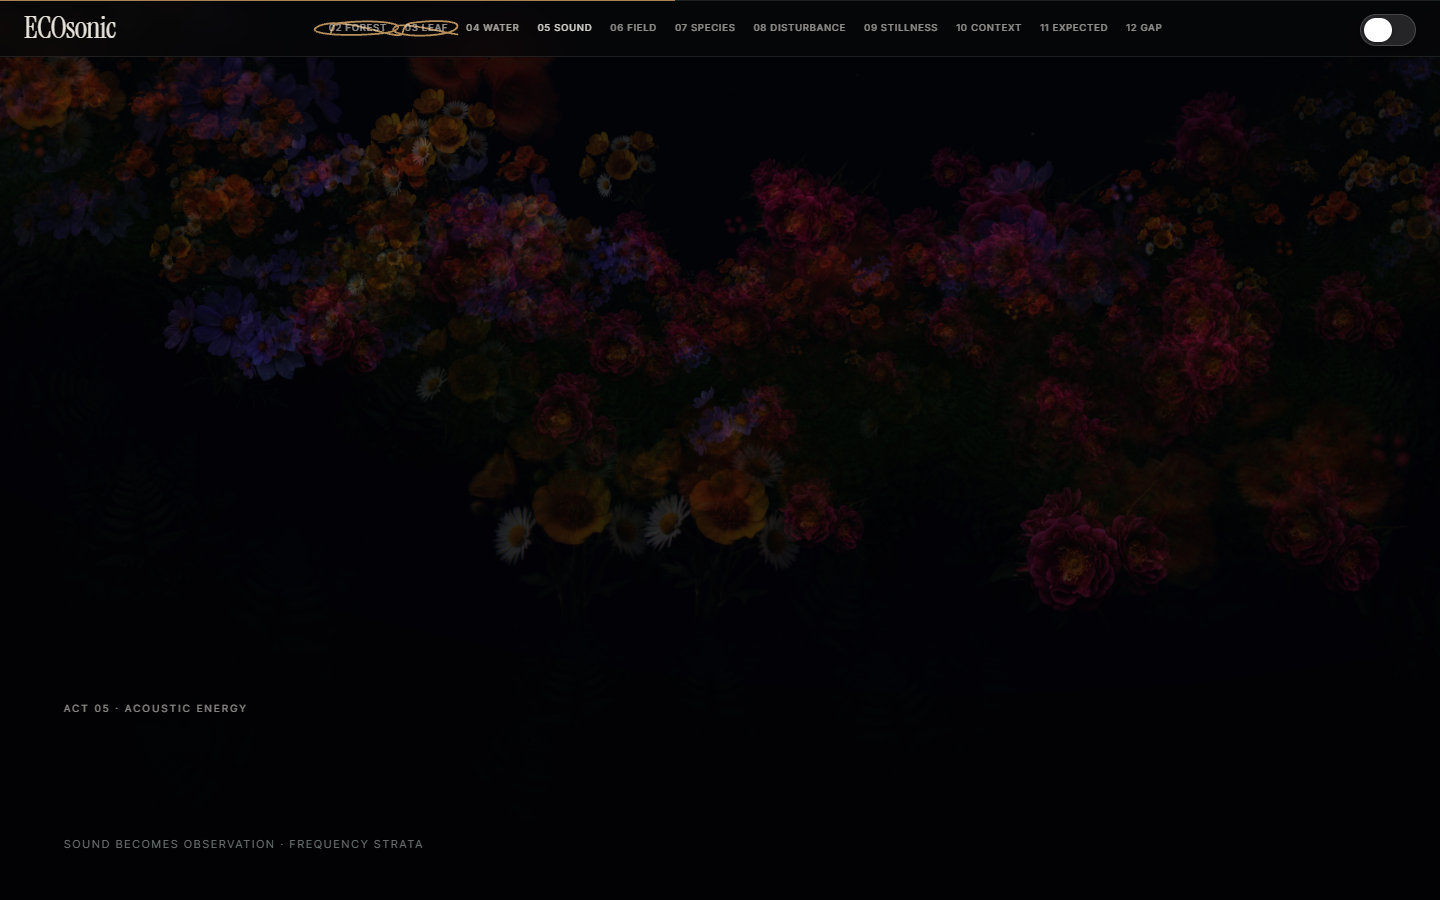 ECOsonic
02 FOREST 03 LEAF 04 WATER 05 SOUND 06 FIELD 07 SPECIES 08 DISTURBANCE 09 STILLNESS 10 CONTEXT 11 EXPECTED 12 GAP
ACT 05 · ACOUSTIC ENERGY
SOUND BECOMES OBSERVATION · FREQUENCY STRATA